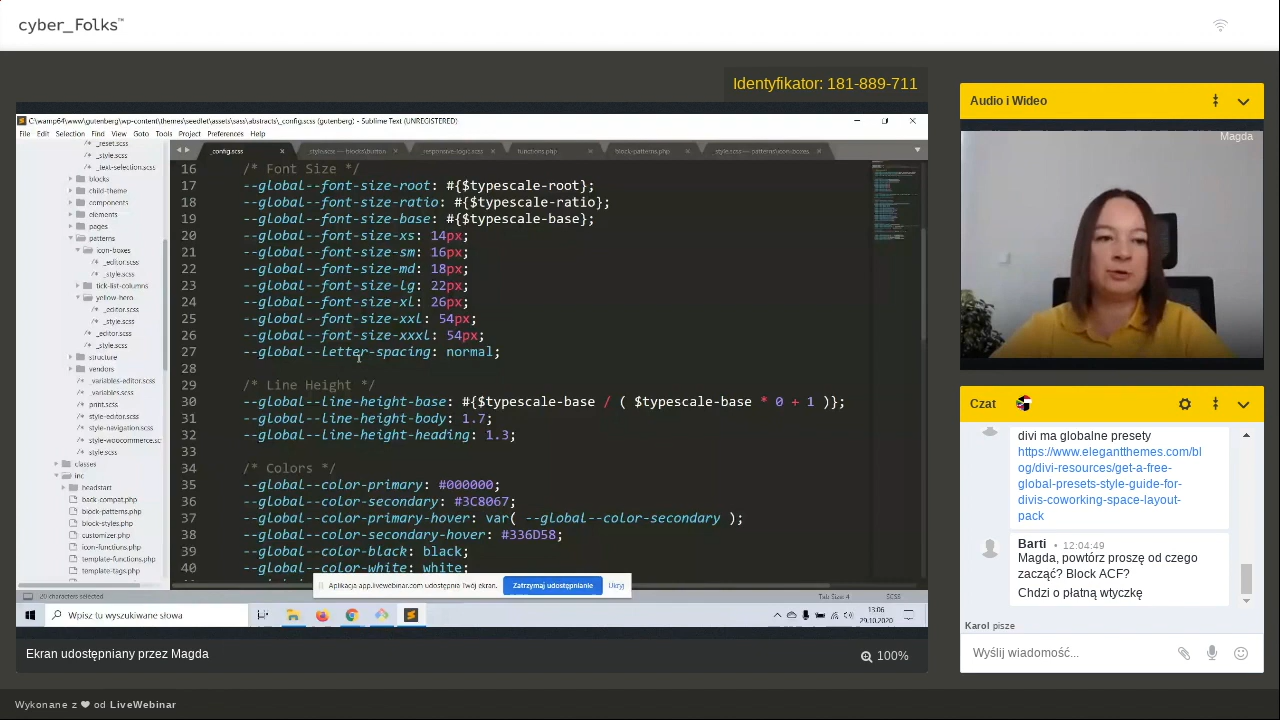 cyber_Folks™
Identyfikator: 181-889-711
C:\wamp64\www\gutenberg\wp-content\themes\seedlet\assets\sass\abstracts\_config.scss (gutenberg) - Sublime Text (UNREGISTERED)
File Edit Selection Find View Goto Tools Project Preferences Help
_reset.scss
_style.scss
_text-selection.scss
blocks
child-theme
components
elements
pages
patterns
icon-boxes
_editor.scss
_style.scss
tick-list-columns
yellow-hero
_editor.scss
_style.scss
_editor.scss
_style.scss
structure
vendors
_variables-editor.scss
_variables.scss
print.scss
style-editor.scss
style-navigation.scss
style-woocommerce.sc
style.scss
classes
inc
headstart
back-compat.php
block-patterns.php
block-styles.php
customizer.php
icon-functions.php
template-functions.php
template-tags.php
_config.scss
style.scss — blocks\button
responsive-logic.scss
functions.php
block-patterns.php
style.scss — patterns\icon-boxes
16 /* Font Size */
17 --global--font-size-root: #{$typescale-root};
18 --global--font-size-ratio: #{$typescale-ratio};
19 --global--font-size-base: #{$typescale-base};
20 --global--font-size-xs: 14px;
21 --global--font-size-sm: 16px;
22 --global--font-size-md: 18px;
23 --global--font-size-lg: 22px;
24 --global--font-size-xl: 26px;
25 --global--font-size-xxl: 54px;
26 --global--font-size-xxxl: 54px;
27 --global--letter-spacing: normal;
28
29 /* Line Height */
30 --global--line-height-base: #{$typescale-base / ( $typescale-base * 0 + 1 )};
31 --global--line-height-body: 1.7;
32 --global--line-height-heading: 1.3;
33
34 /* Colors */
35 --global--color-primary: #000000;
36 --global--color-secondary: #3C8067;
37 --global--color-primary-hover: var( --global--color-secondary );
38 --global--color-secondary-hover: #336D58;
39 --global--color-black: black;
40 --global--color-white: white;
Aplikacja app.livewebinar.com udostępnia Twój ekran.
Zatrzymaj udostępnianie
Ukryj
20 characters selected
Tab Size 4
SCSS
Wpisz tu wyszukiwane słowa
13:06
29.10.2020
Ekran udostępniany przez Magda
100%
Audio i Wideo
Magda
Czat
divi ma globalne presety
https://www.elegantthemes.com/bl
og/divi-resources/get-a-free-
global-presets-style-guide-for-
divis-coworking-space-layout-
pack
Barti • 12:04:49
Magda, powtórz proszę od czego
zacząć? Block ACF?
Chdzi o płatną wtyczkę
Karol pisze
Wyślij wiadomość...
Wykonane z ❤ od LiveWebinar